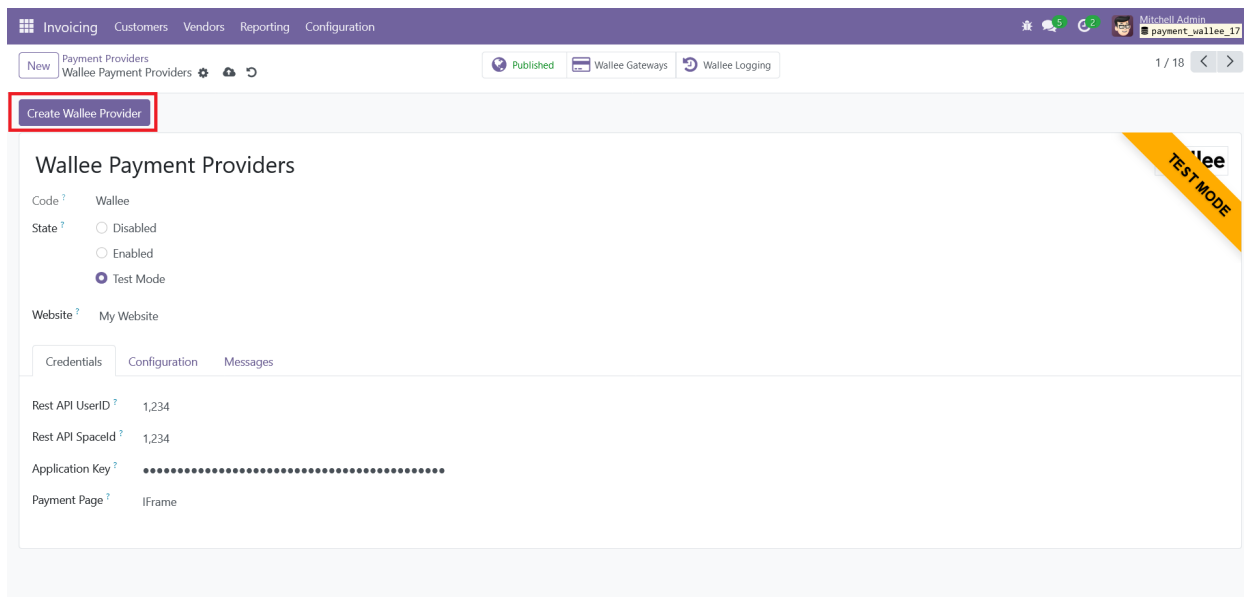 Invoicing Customers Vendors Reporting Configuration 5 2 Mitchell Admin
payment_wallee_17
New Payment Providers
Wallee Payment Providers
Published Wallee Gateways Wallee Logging 1 / 18
Create Wallee Provider
Wallee Payment Providers
lee
TEST MODE
Code ? Wallee
State ? Disabled
Enabled
Test Mode
Website ? My Website
Credentials Configuration Messages
Rest API UserID ? 1,234
Rest API SpaceId ? 1,234
Application Key ? ••••••••••••••••••••••••••••••••••••••••••••
Payment Page ? IFrame